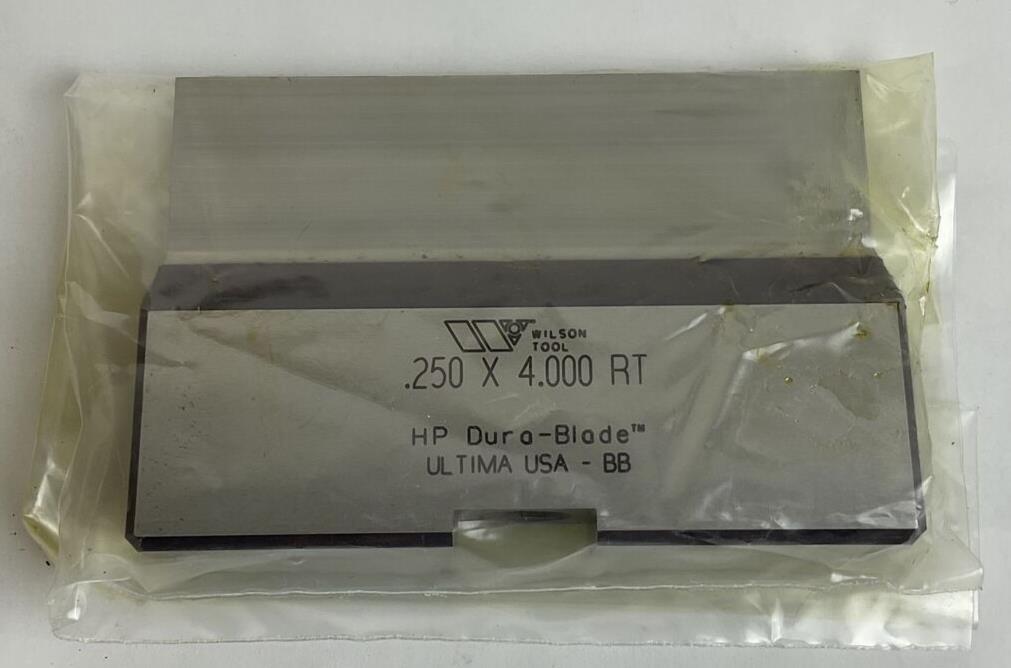 WILSON
TOOL
.250 X 4.000 RT
HP Dura-Blade™
ULTIMA USA - BB